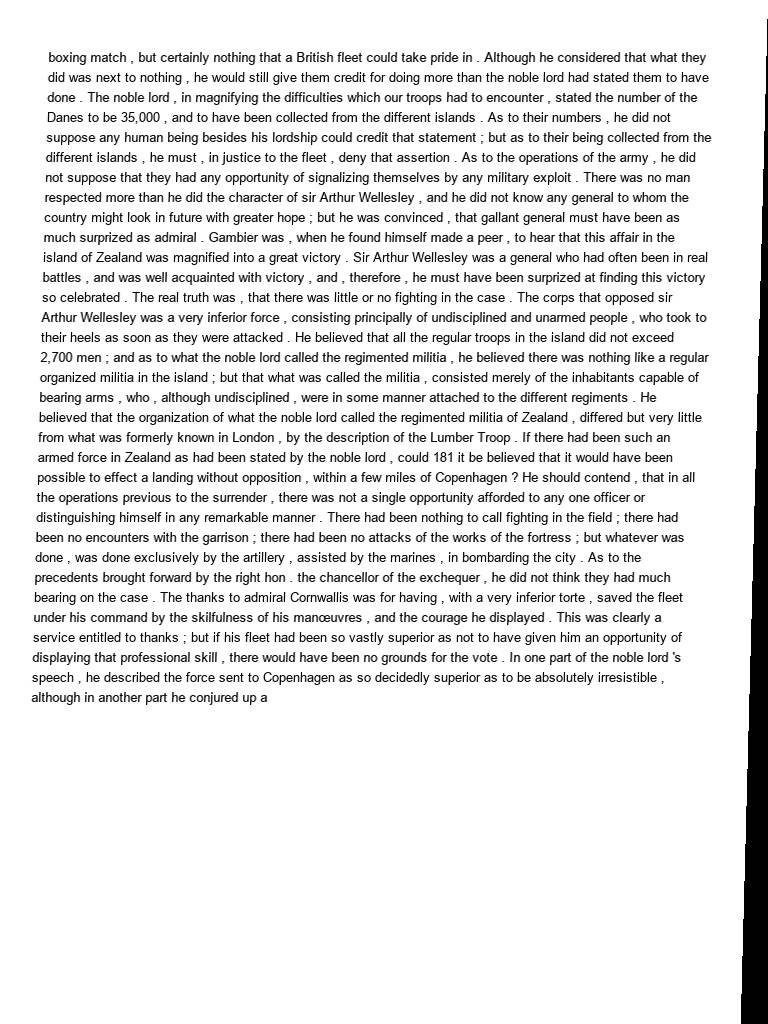 boxing match , but certainly nothing that a British fleet could take pride in . Although he considered that what they
did was next to nothing , he would still give them credit for doing more than the noble lord had stated them to have
done . The noble lord , in magnifying the difficulties which our troops had to encounter , stated the number of the
Danes to be 35,000 , and to have been collected from the different islands . As to their numbers , he did not
suppose any human being besides his lordship could credit that statement ; but as to their being collected from the
different islands , he must , in justice to the fleet , deny that assertion . As to the operations of the army , he did
not suppose that they had any opportunity of signalizing themselves by any military exploit . There was no man
respected more than he did the character of sir Arthur Wellesley , and he did not know any general to whom the
country might look in future with greater hope ; but he was convinced , that gallant general must have been as
much surprized as admiral . Gambier was , when he found himself made a peer , to hear that this affair in the
island of Zealand was magnified into a great victory . Sir Arthur Wellesley was a general who had often been in real
battles , and was well acquainted with victory , and , therefore , he must have been surprized at finding this victory
so celebrated . The real truth was , that there was little or no fighting in the case . The corps that opposed sir
Arthur Wellesley was a very inferior force , consisting principally of undisciplined and unarmed people , who took to
their heels as soon as they were attacked . He believed that all the regular troops in the island did not exceed
2,700 men ; and as to what the noble lord called the regimented militia , he believed there was nothing like a regular
organized militia in the island ; but that what was called the militia , consisted merely of the inhabitants capable of
bearing arms , who , although undisciplined , were in some manner attached to the different regiments . He
believed that the organization of what the noble lord called the regimented militia of Zealand , differed but very little
from what was formerly known in London , by the description of the Lumber Troop . If there had been such an
armed force in Zealand as had been stated by the noble lord , could 181 it be believed that it would have been
possible to effect a landing without opposition , within a few miles of Copenhagen ? He should contend , that in all
the operations previous to the surrender , there was not a single opportunity afforded to any one officer or
distinguishing himself in any remarkable manner . There had been nothing to call fighting in the field ; there had
been no encounters with the garrison ; there had been no attacks of the works of the fortress ; but whatever was
done , was done exclusively by the artillery , assisted by the marines , in bombarding the city . As to the
precedents brought forward by the right hon . the chancellor of the exchequer , he did not think they had much
bearing on the case . The thanks to admiral Cornwallis was for having , with a very inferior torte , saved the fleet
under his command by the skilfulness of his manœuvres , and the courage he displayed . This was clearly a
service entitled to thanks ; but if his fleet had been so vastly superior as not to have given him an opportunity of
displaying that professional skill , there would have been no grounds for the vote . In one part of the noble lord 's
speech , he described the force sent to Copenhagen as so decidedly superior as to be absolutely irresistible ,
although in another part he conjured up a